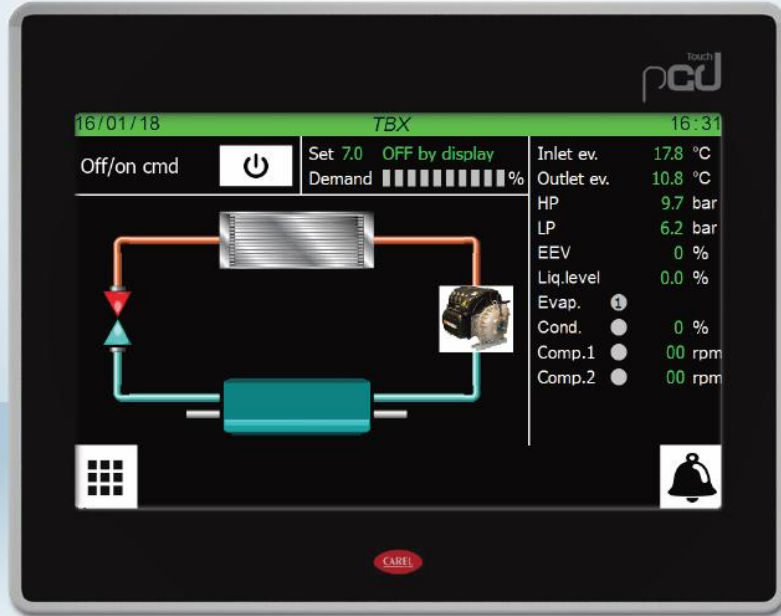 Touch
pGD
16/01/18 TBX 16:31
Off/on cmd
Set 7.0 OFF by display
Demand %
Inlet ev. 17.8 °C
Outlet ev. 10.8 °C
HP 9.7 bar
LP 6.2 bar
EEV 0 %
Liq.level 0.0 %
Evap. 1
Cond. 0 %
Comp.1 00 rpm
Comp.2 00 rpm
CAREL